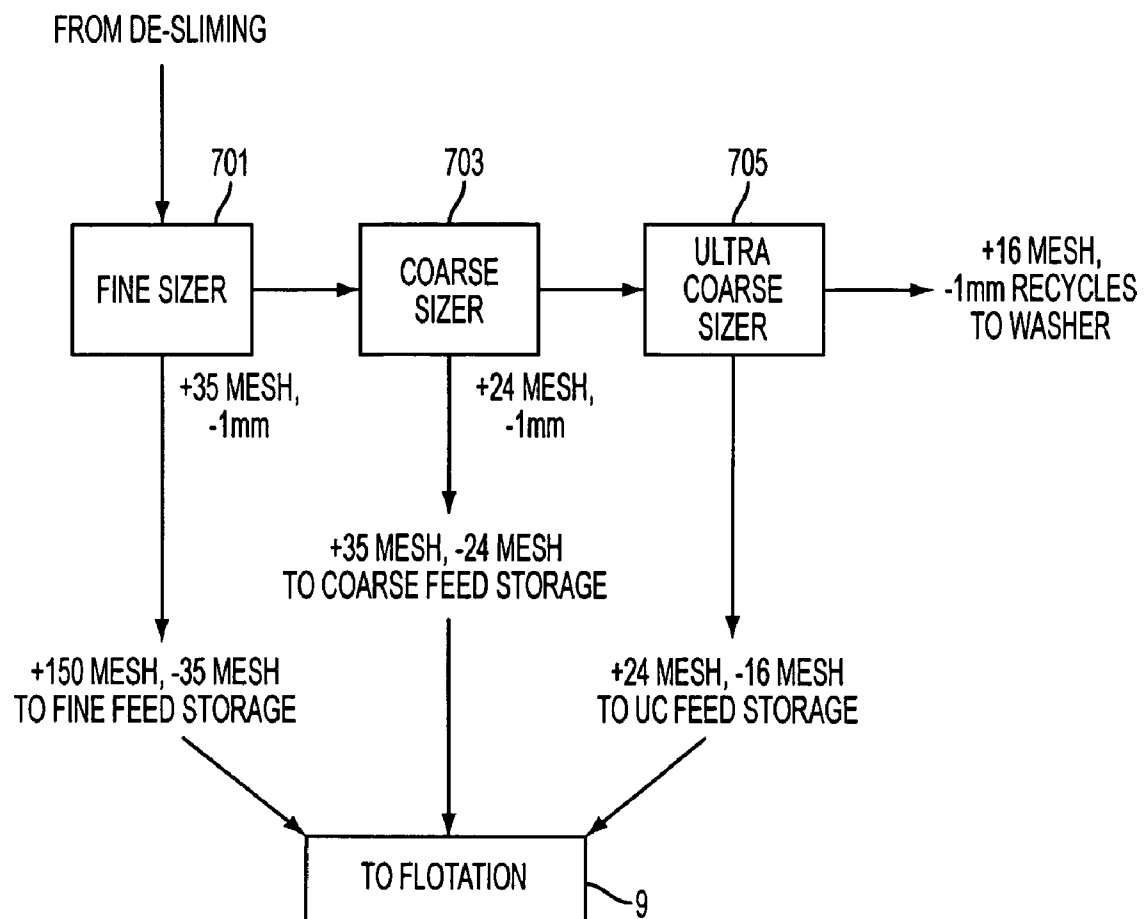 FROM DE-SLIMING
701
703
705
FINE SIZER
COARSE
SIZER
ULTRA
COARSE
SIZER
+16 MESH,
-1mm RECYCLES
TO WASHER
+35 MESH,
-1mm
+24 MESH,
-1mm
+35 MESH, -24 MESH
TO COARSE FEED STORAGE
+150 MESH, -35 MESH
TO FINE FEED STORAGE
+24 MESH, -16 MESH
TO UC FEED STORAGE
TO FLOTATION
9